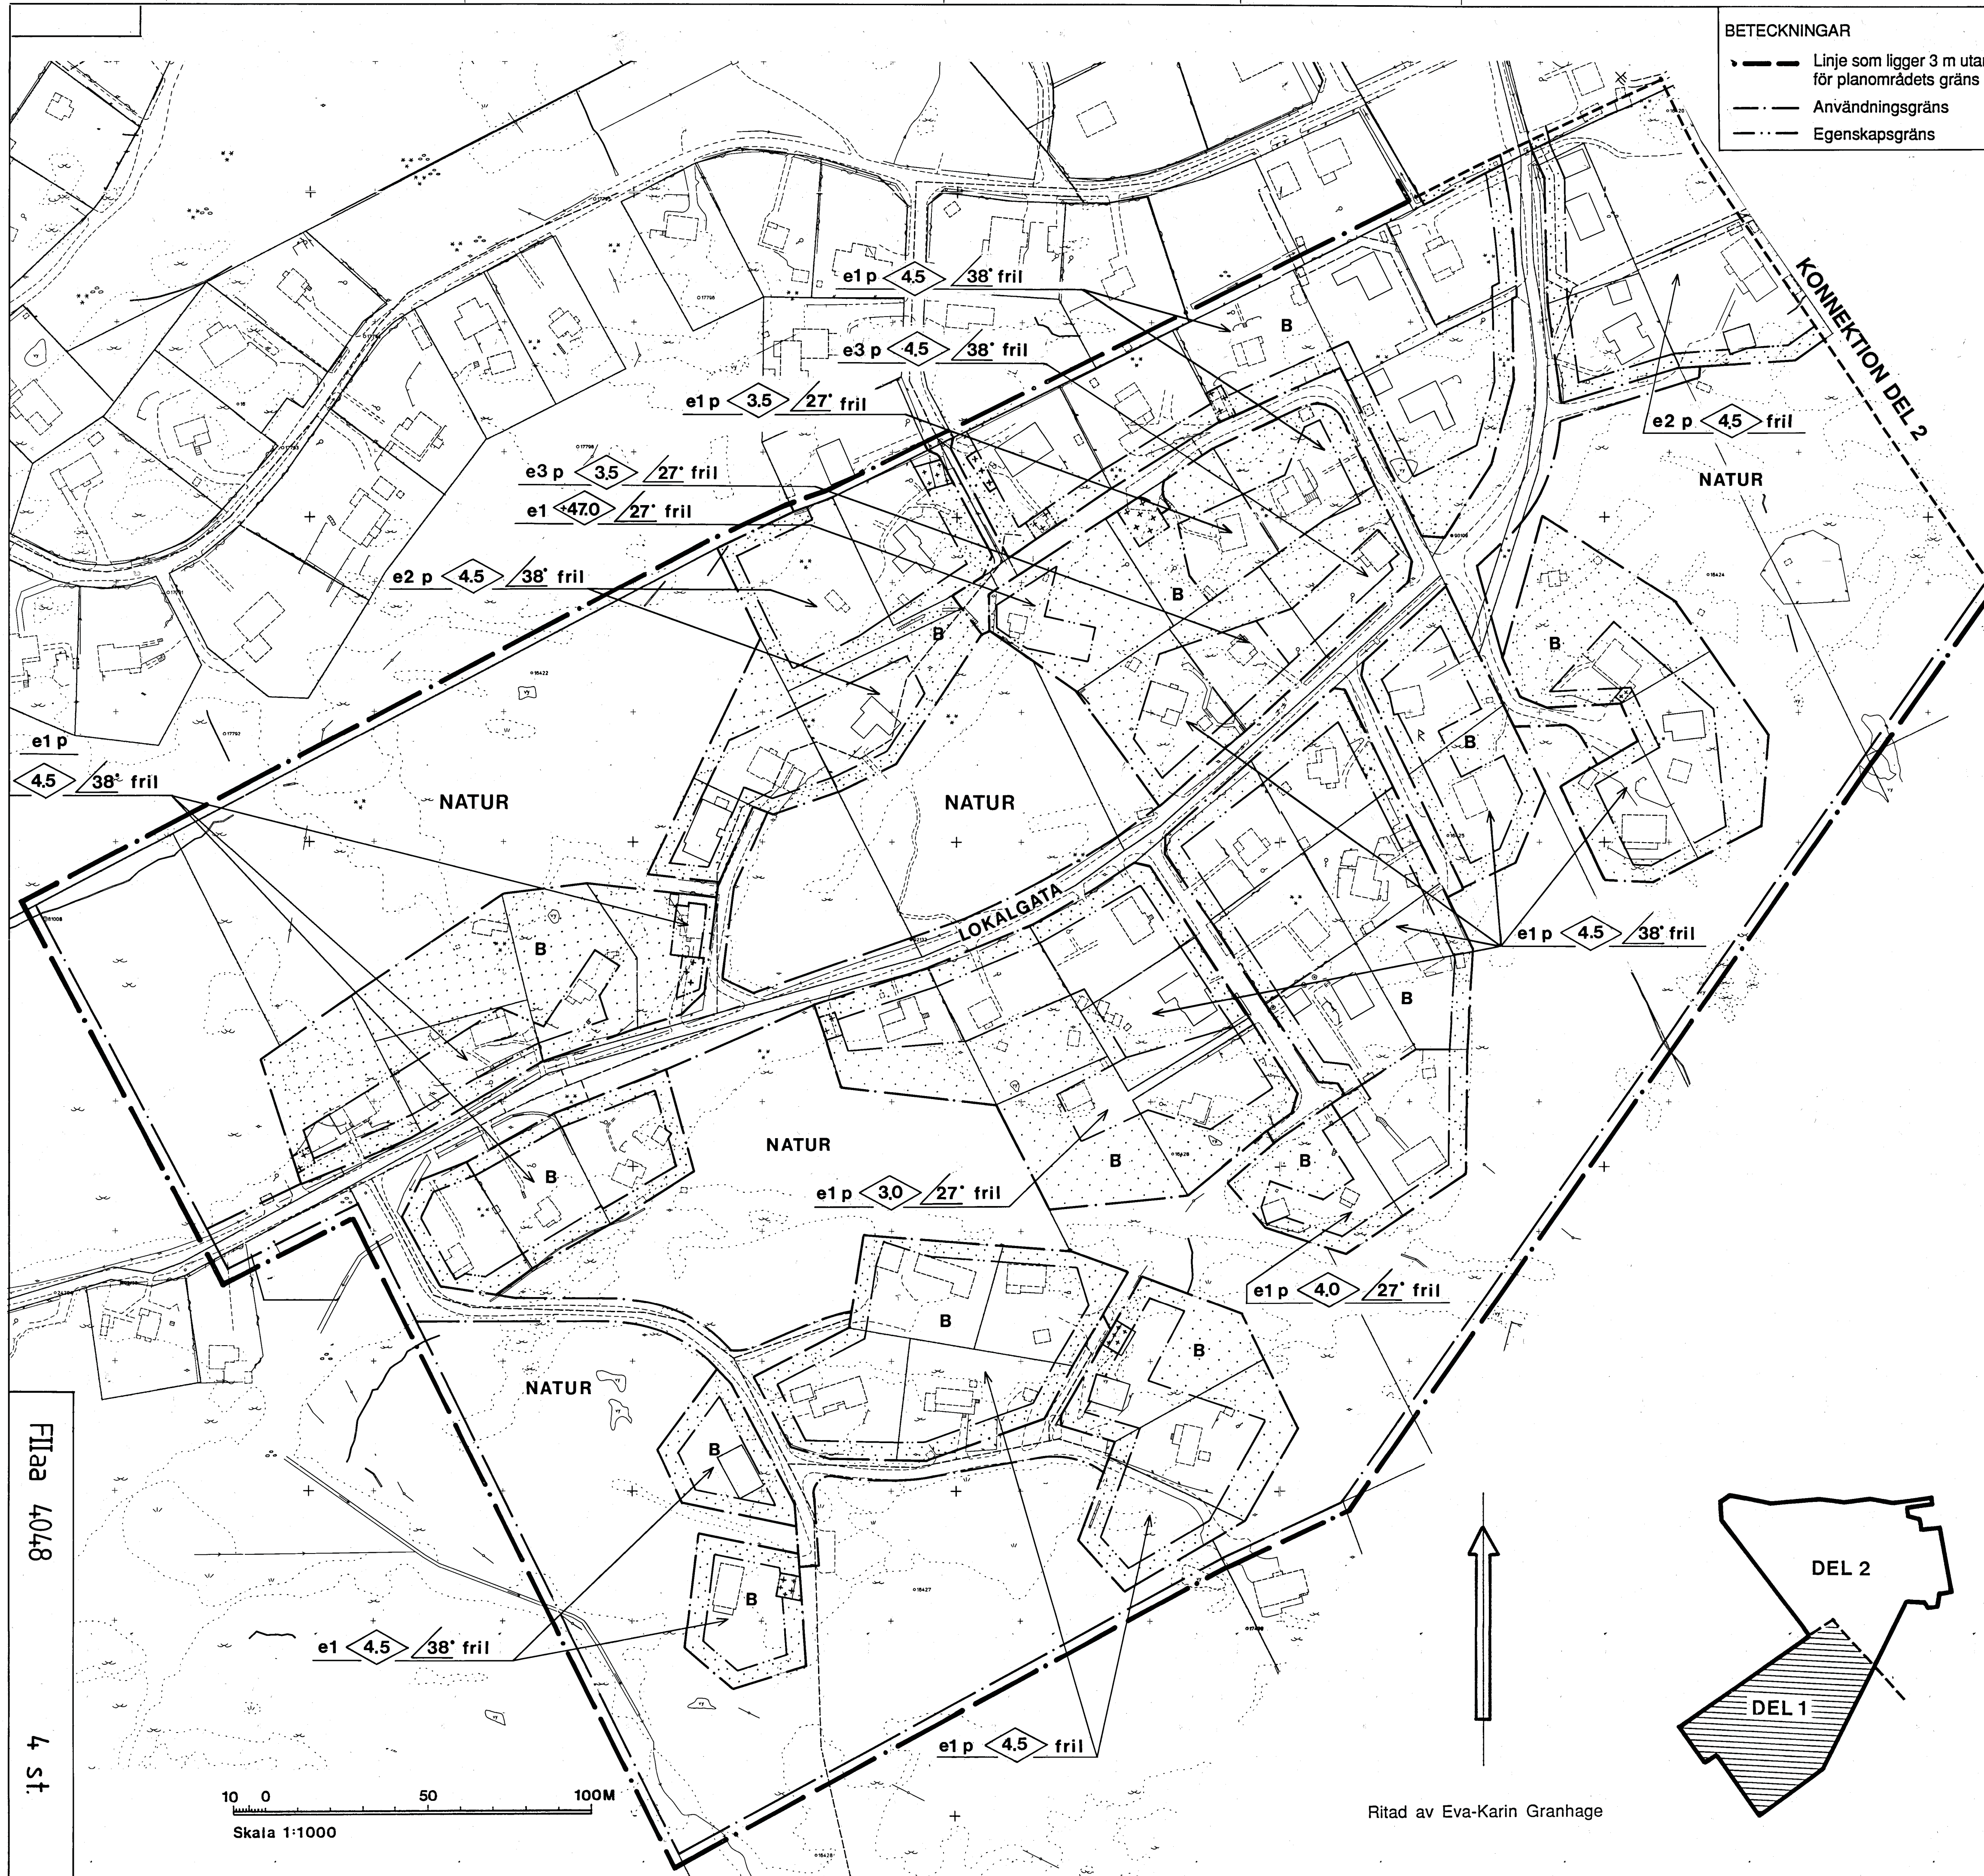 BETECKNINGAR
Linje som ligger 3 m utan
för planområdets gräns
Användningsgräns
Egenskapsgräns
KONNEKTION DEL 2
e1 p 4.5 38° fril
B
e3 p 4.5 38° fril
e1 p 3.5 27° fril
e2 p 4.5 fril
NATUR
e3 p 3.5 27° fril
e1 +47.0 27° fril
e2 p 4.5 38° fril
B
B
B
e1 p
4.5 38° fril
B
NATUR
NATUR
LOKALGATA
e1 p 4.5 38° fril
B
B
NATUR
B
B
B
e1 p 3.0 27° fril
e1 p 4.0 27° fril
B
B
NATUR
B
B
e1 4.5 38° fril
e1 p 4.5 fril
FIIaa 4048 4 st.
10 0 50 100M
Skala 1:1000
Ritad av Eva-Karin Granhage
DEL 2
DEL 1